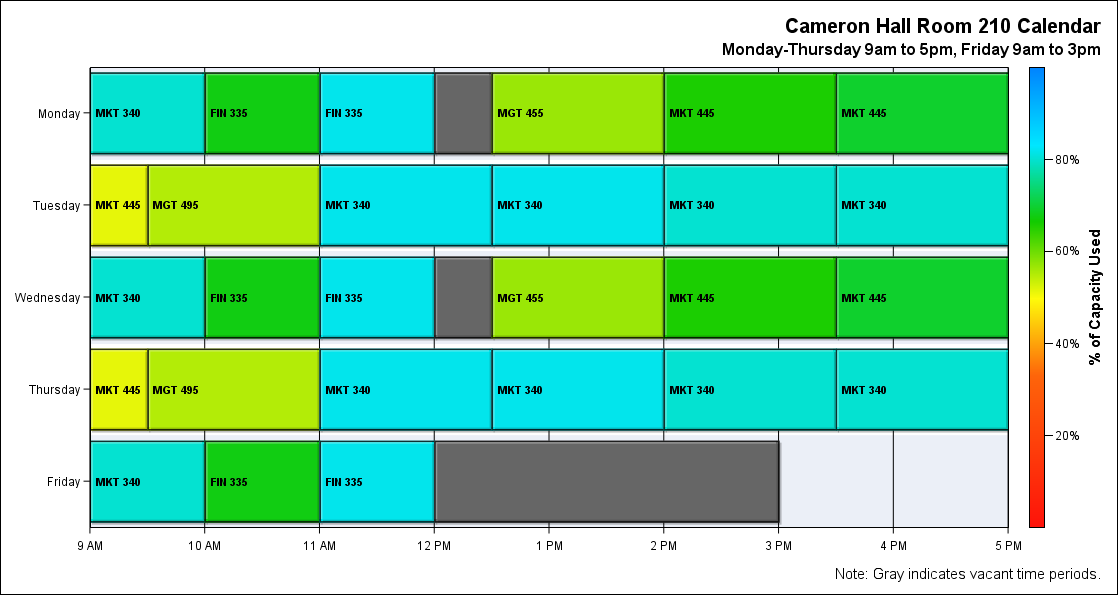 Cameron Hall Room 210 Calendar
Monday-Thursday 9am to 5pm, Friday 9am to 3pm
Monday
MKT 340
FIN 335
FIN 335
MGT 455
MKT 445
MKT 445
Tuesday
MKT 445
MGT 495
MKT 340
MKT 340
MKT 340
MKT 340
Wednesday
MKT 340
FIN 335
FIN 335
MGT 455
MKT 445
MKT 445
Thursday
MKT 445
MGT 495
MKT 340
MKT 340
MKT 340
MKT 340
Friday
MKT 340
FIN 335
FIN 335
9 AM
10 AM
11 AM
12 PM
1 PM
2 PM
3 PM
4 PM
5 PM
80%
60%
40%
20%
% of Capacity Used
Note: Gray indicates vacant time periods.